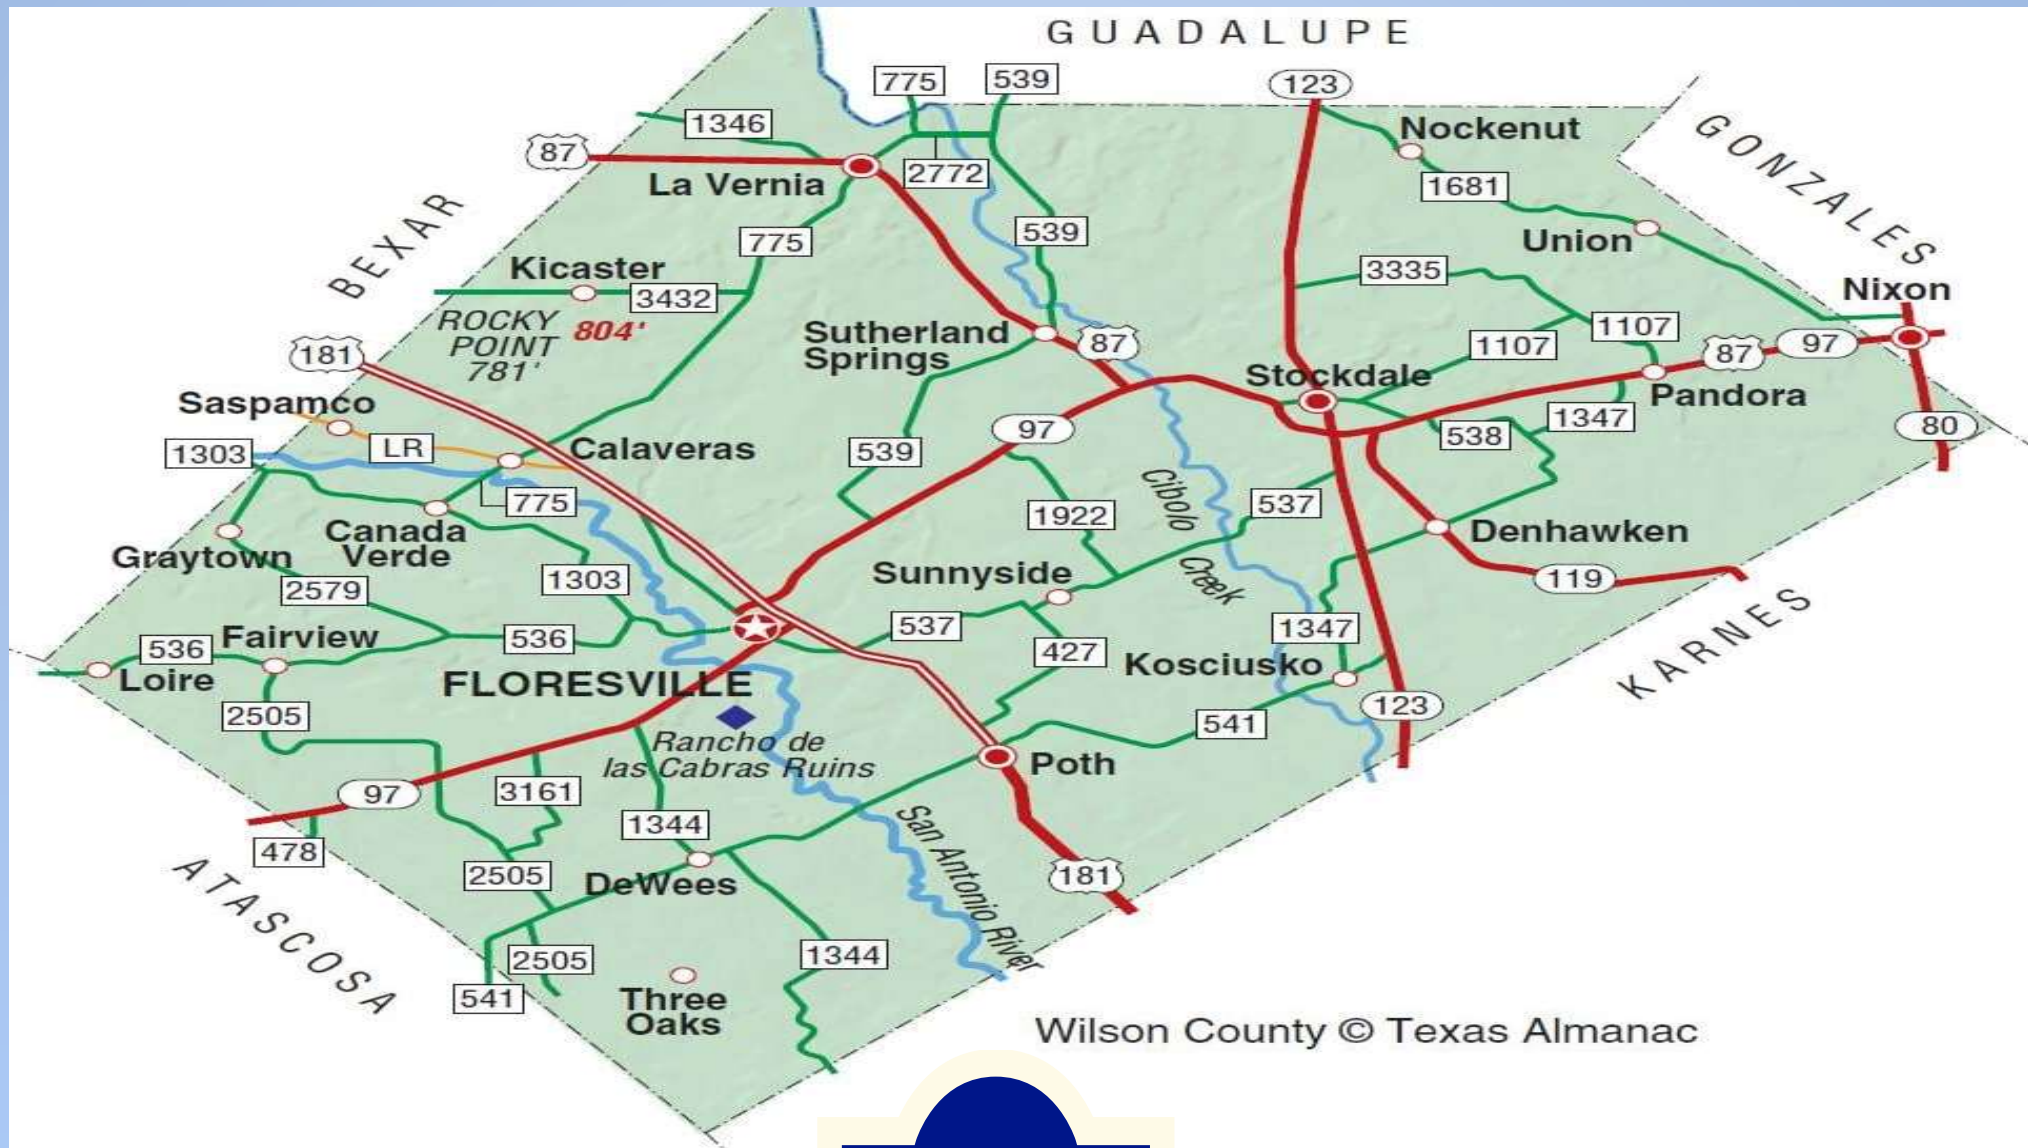 GUADALUPE
775
539
123
1346
Nockenut
87
2772
GONZALES
La Vernia
1681
BEXAR
775
539
Union
Kicaster
3432
3335
Nixon
ROCKY
POINT
781'
804'
181
Sutherland
Springs
87
1107
1107
87
97
Saspamco
Stockdale
Pandora
1303
LR
Calaveras
539
97
538
1347
80
775
Cibolo
Creek
537
1922
Canada
Verde
Denhawken
Graytown
2579
1303
Sunnyside
119
536
Fairview
536
537
427
1347
KARNES
Loire
FLORESVILLE
Kosciusko
2505
541
123
Rancho de
las Cabras Ruins
Poth
97
3161
1344
San Antonio River
478
2505
DeWees
181
ATASCOSA
2505
1344
541
Three
Oaks
Wilson County © Texas Almanac